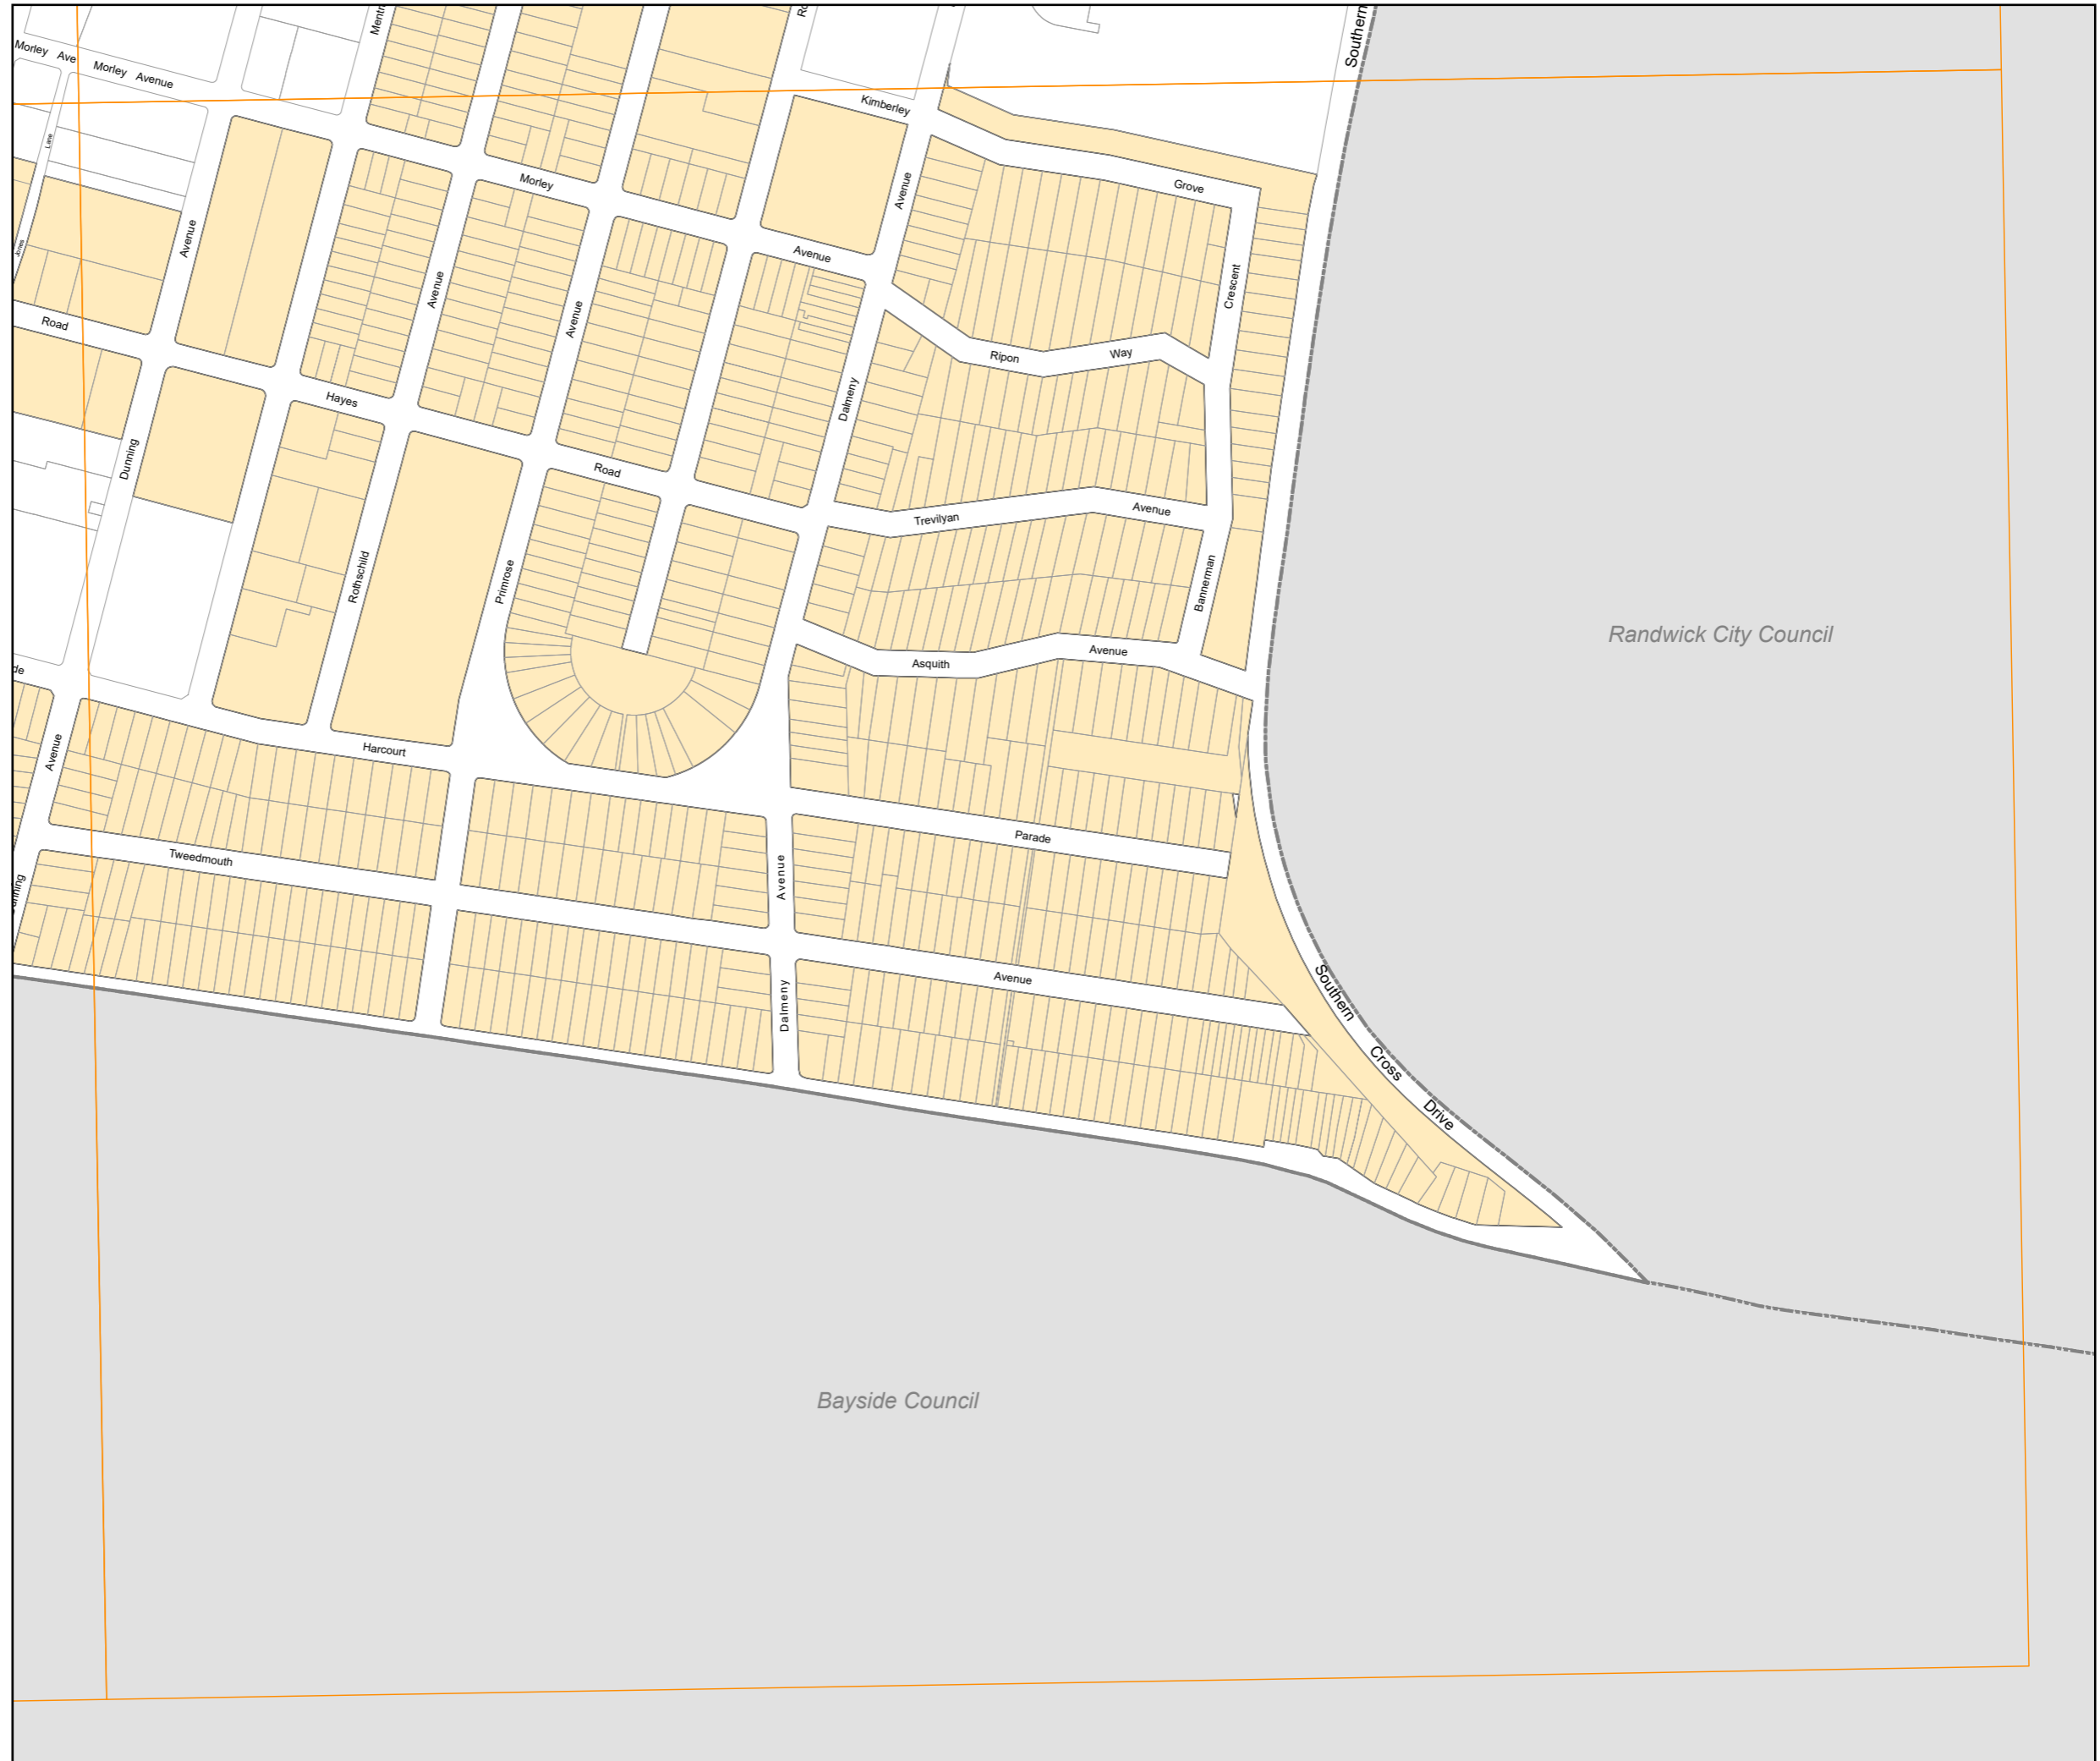 Southern
Morley Ave
Morley Avenue
Kimberley
Lane
Morley
Grove
Avenue
Avenue
Avenue
Crescent
Avenue
Avenue
Road
Ripon Way
Hayes
Dalmeny
Dunning
Road
Trevilyan
Avenue
Rothschild
Primrose
Bannerman
Randwick City Council
Asquith
Avenue
Avenue
Harcourt
Parade
Tweedmouth
Avenue
Avenue
Dalmeny
Southern
Cross
Drive
Bayside Council